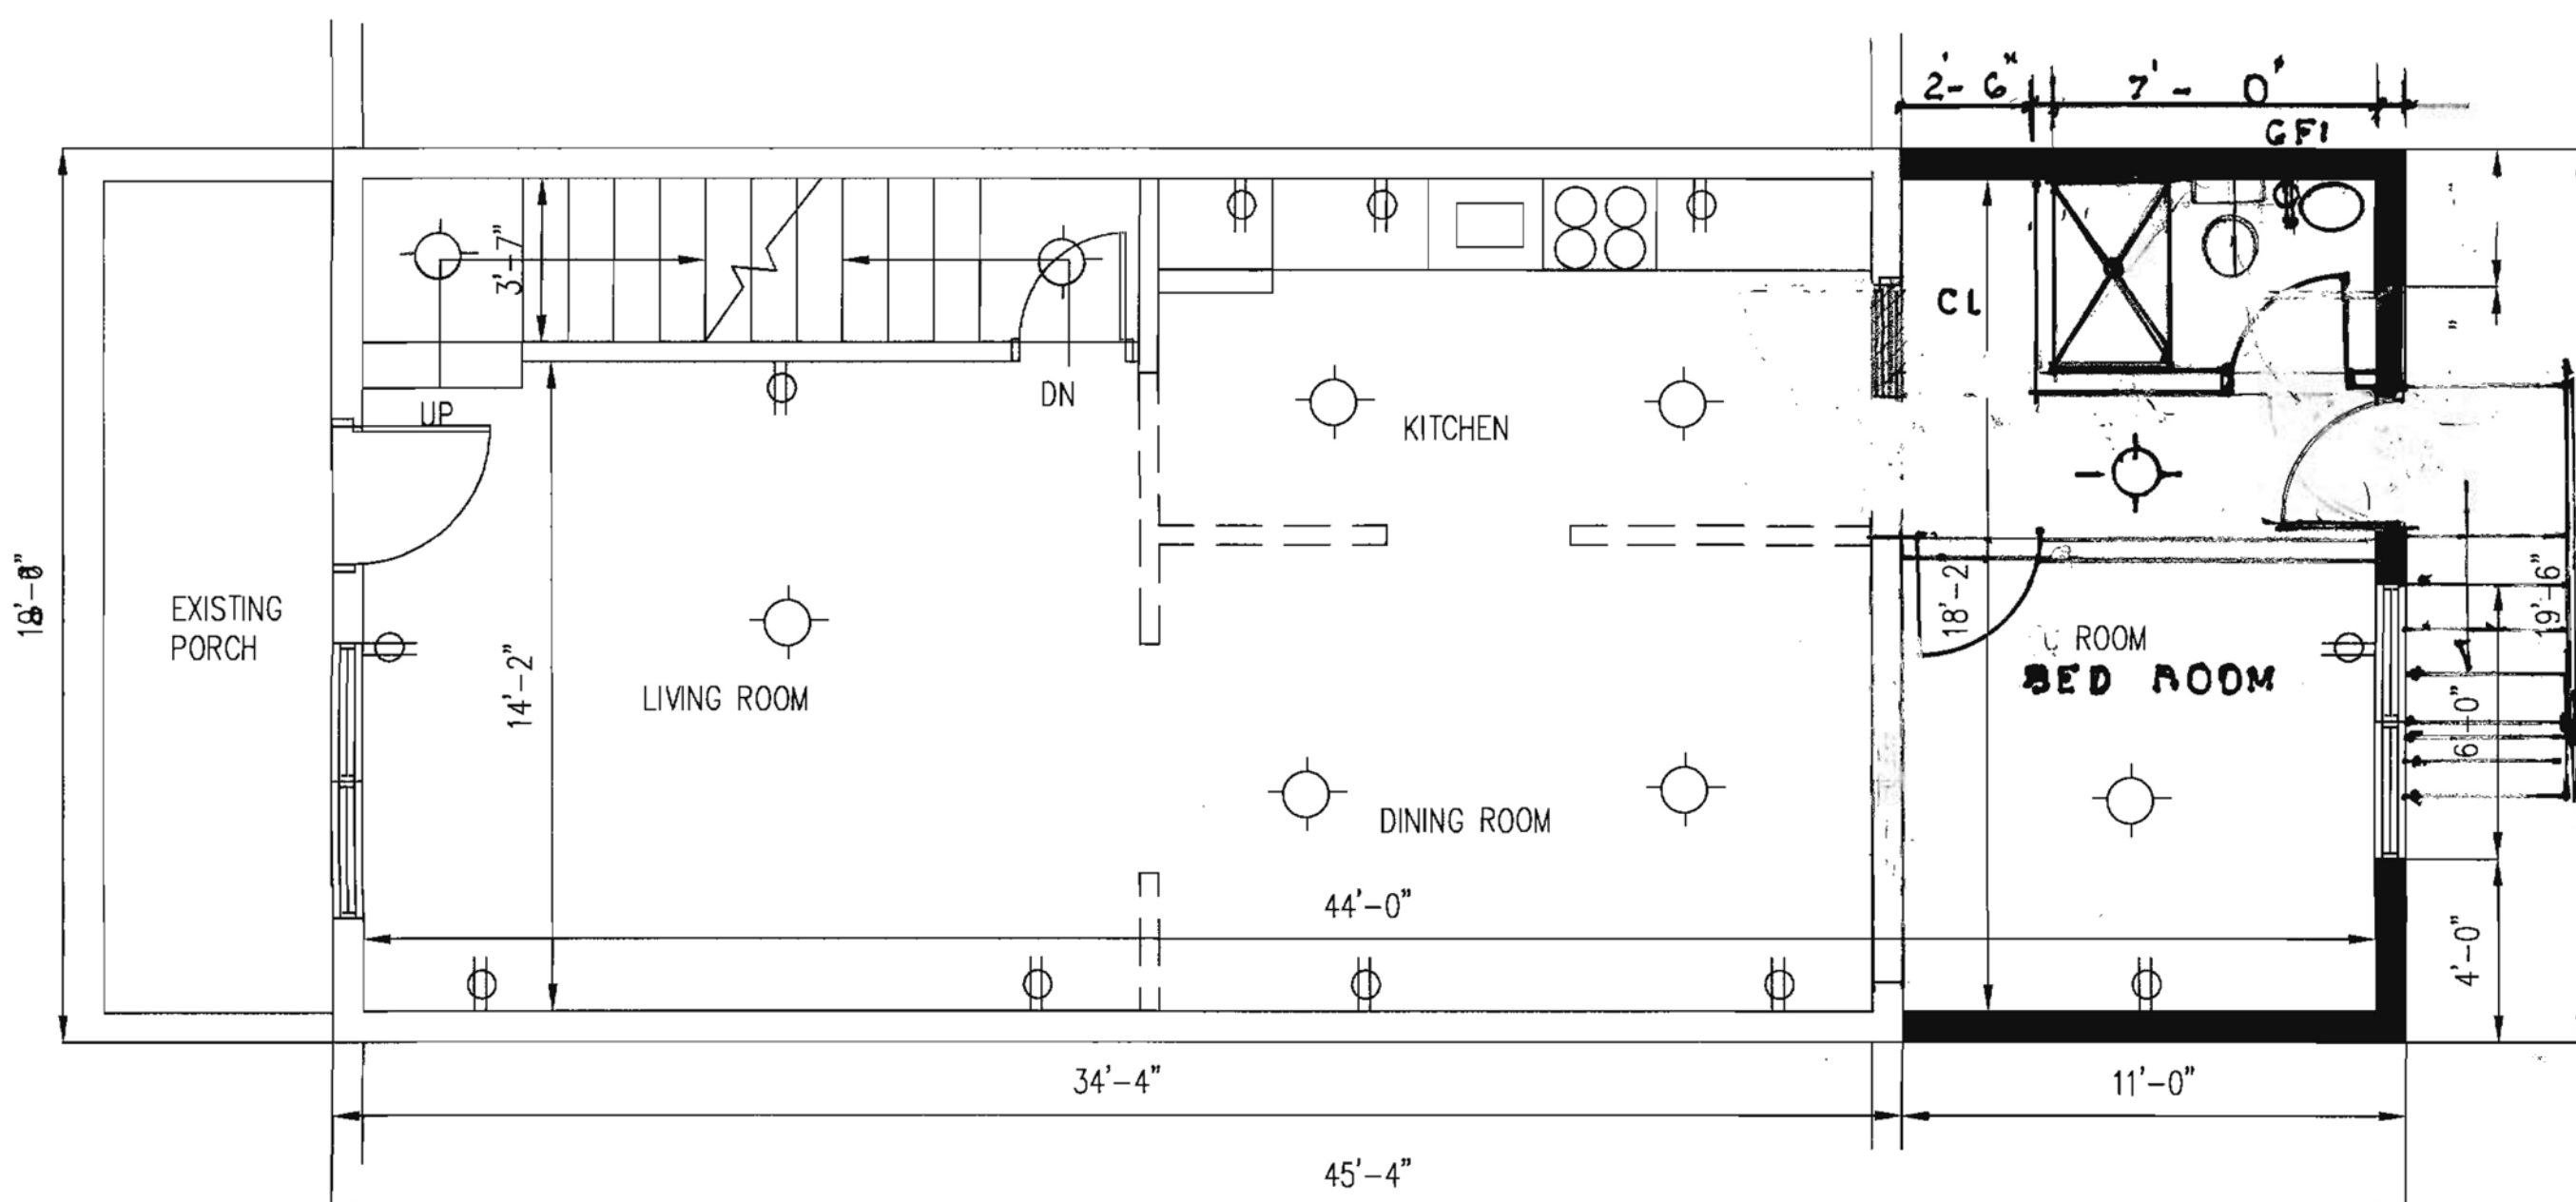 2'-6"
7'-0"
GFI
3'-7"
CL
UP
DN
KITCHEN
EXISTING
PORCH
LIVING ROOM
14'-2"
18'-2"
ROOM
BED ROOM
19'-6"
6'-0"
DINING ROOM
44'-0"
4'-0"
34'-4"
11'-0"
45'-4"